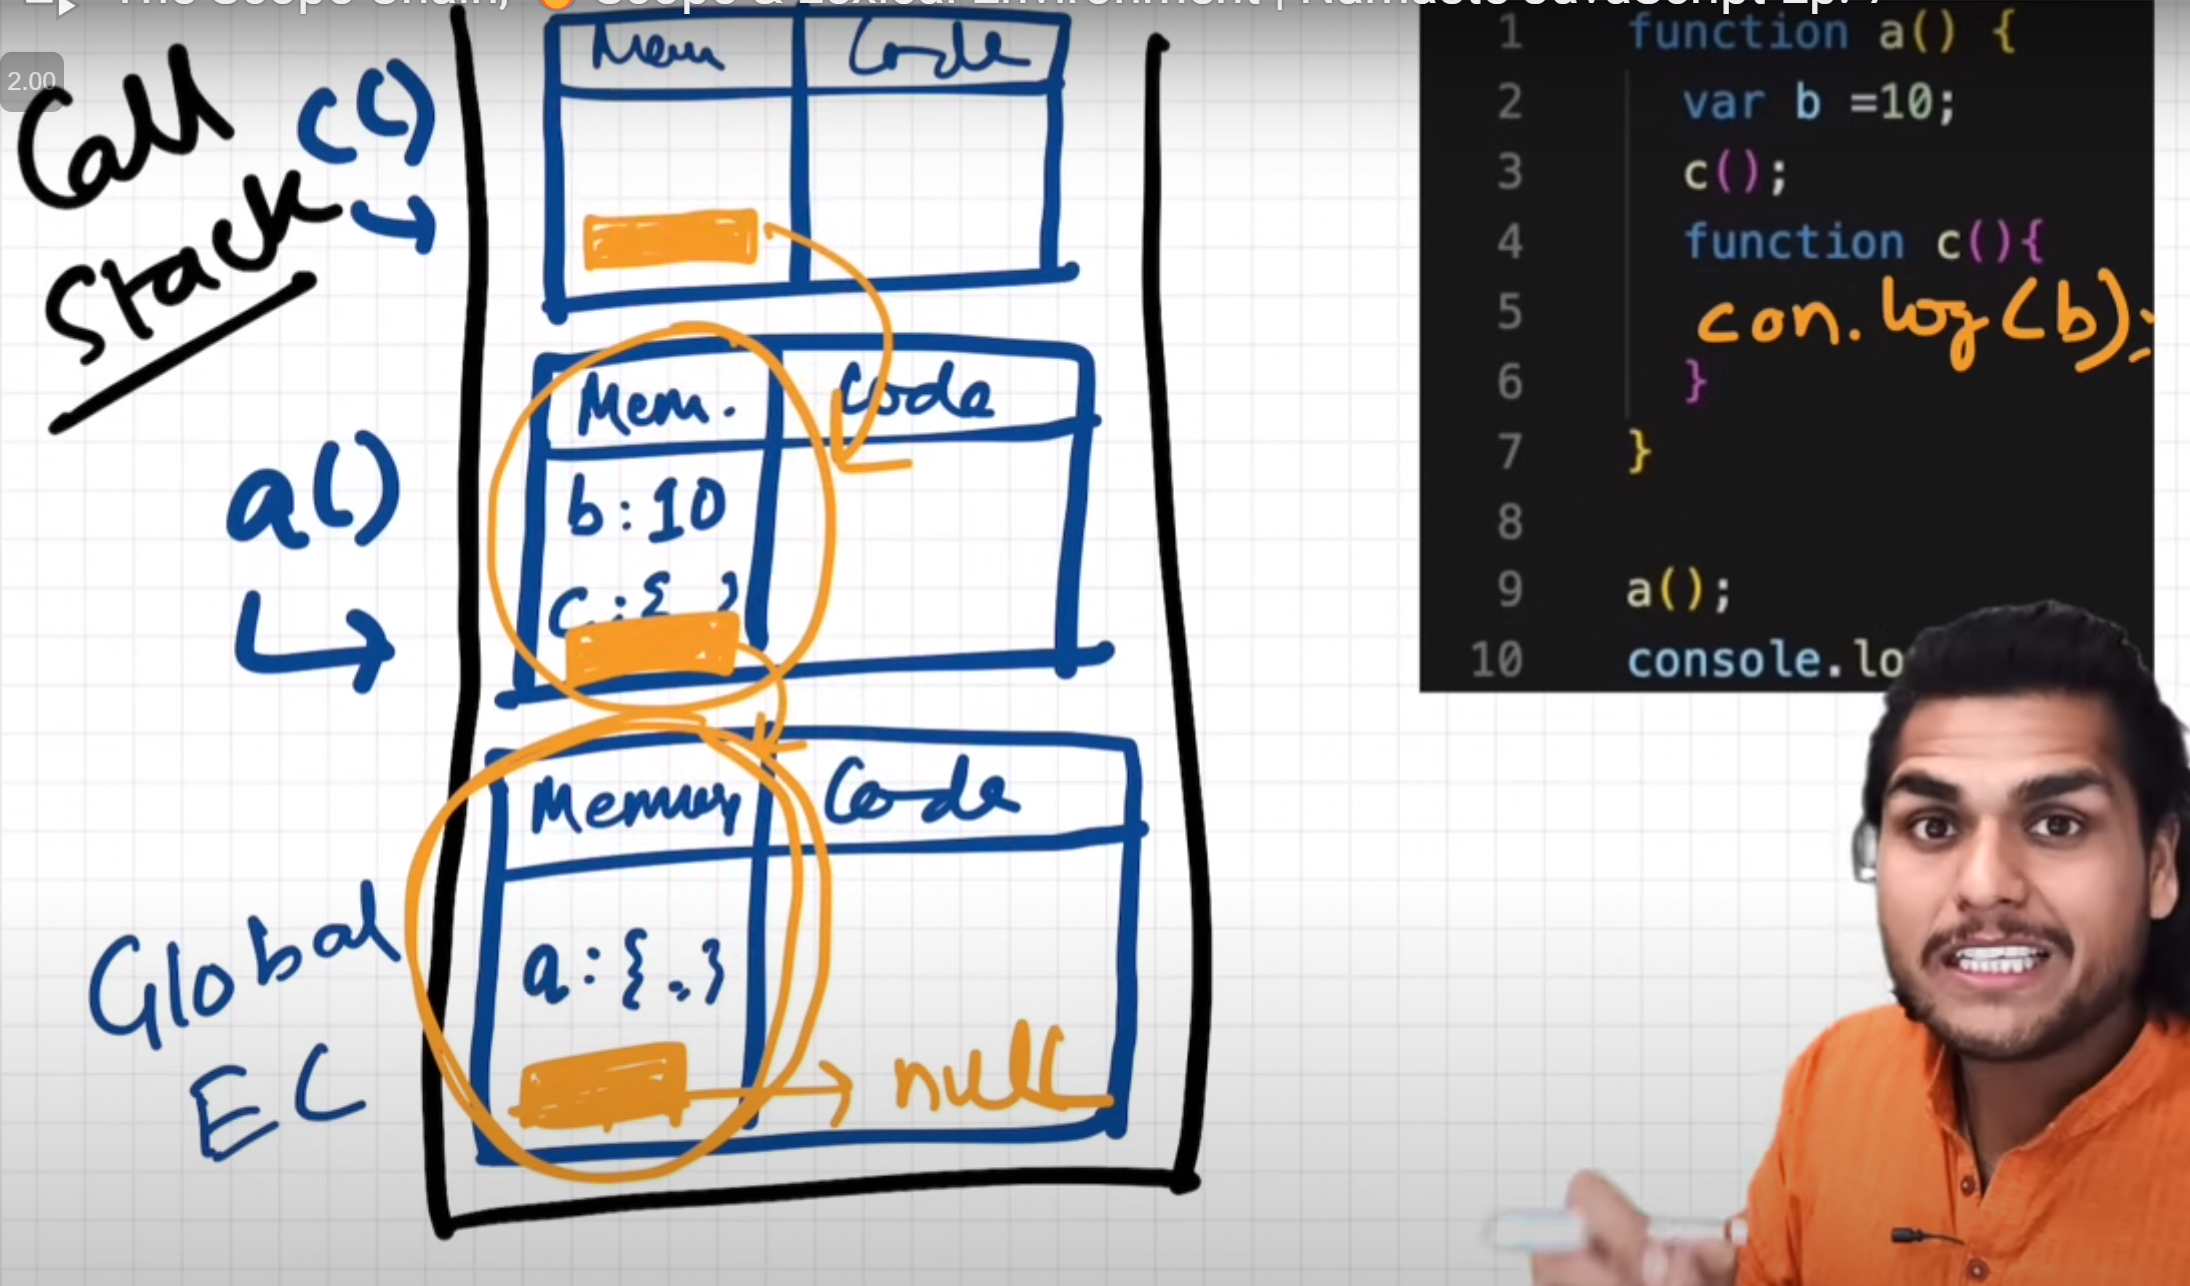 The Scope Chain, Scope & Lexical Environment | Namaste JavaScript Ep. 7
2.00
Call
Stack
c()
Mem
Code
a()
Mem.
Code
b:10
c:{ }
Global
EC
Memory
Code
a:{..}
null
1 function a() {
2 var b =10;
3 c();
4 function c(){
5 con.log(b);
6 }
7 }
8
9 a();
10 console.lo